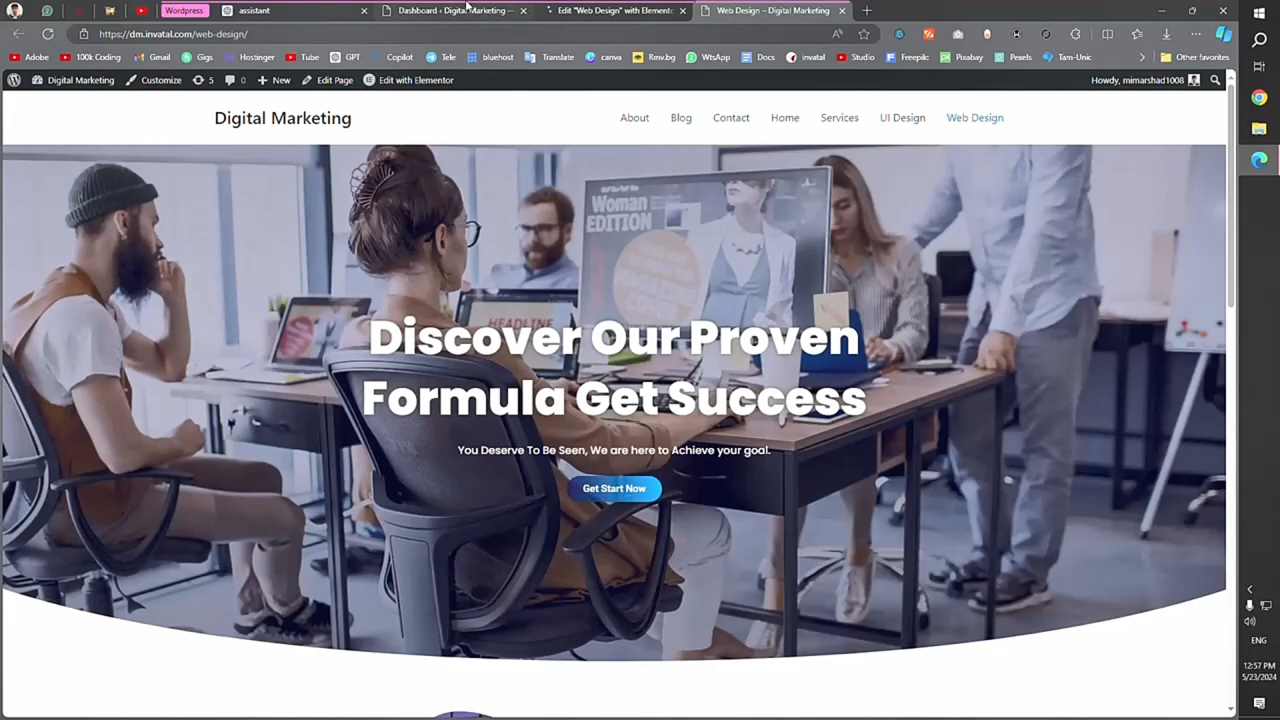 Wordpress
assistant
Dashboard ‹ Digital Marketing —
Edit "Web Design" with Elemento
Web Design – Digital Marketing
https://dm.invatal.com/web-design/
Adobe
100k Coding
Gmail
Gigs
Hostinger
Tube
GPT
Copilot
Tele
bluehost
Translate
canva
Rmv.bg
WtsApp
Docs
invatal
Studio
Freepik
Pixabay
Pexels
Tam-Unic
Other favorites
Digital Marketing
Customize
5
0
New
Edit Page
Edit with Elementor
Howdy, mimarshad1008
Digital Marketing
About
Blog
Contact
Home
Services
UI Design
Web Design
Woman
EDITION
HEADLINE
Discover Our Proven
Formula Get Success
You Deserve To Be Seen, We are here to Achieve your goal.
Get Start Now
ENG
12:57 PM
5/23/2024